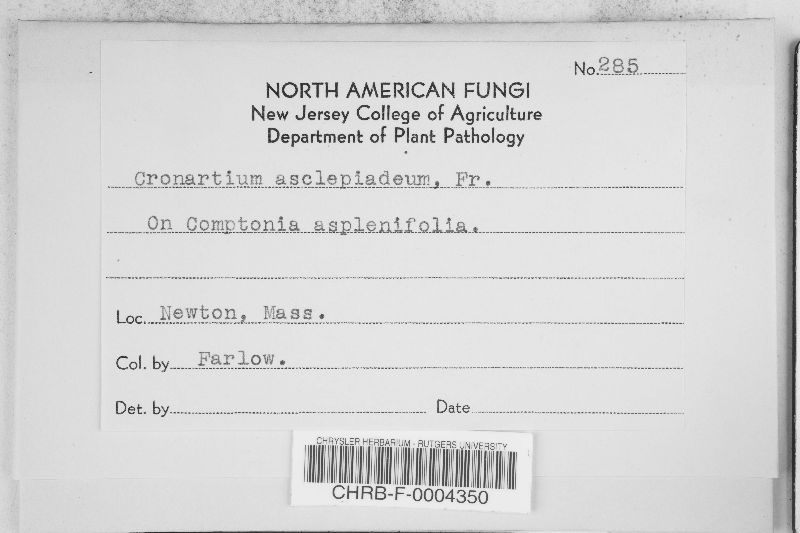 No. 285
NORTH AMERICAN FUNGI
New Jersey College of Agriculture
Department of Plant Pathology
Cronartium asclepiadeum, Fr.
On Comptonia asplenifolia.
Loc. Newton, Mass.
Col. by Farlow.
Det. by Date
CHRYSLER HERBARIUM - RUTGERS UNIVERSITY
CHRB-F-0004350